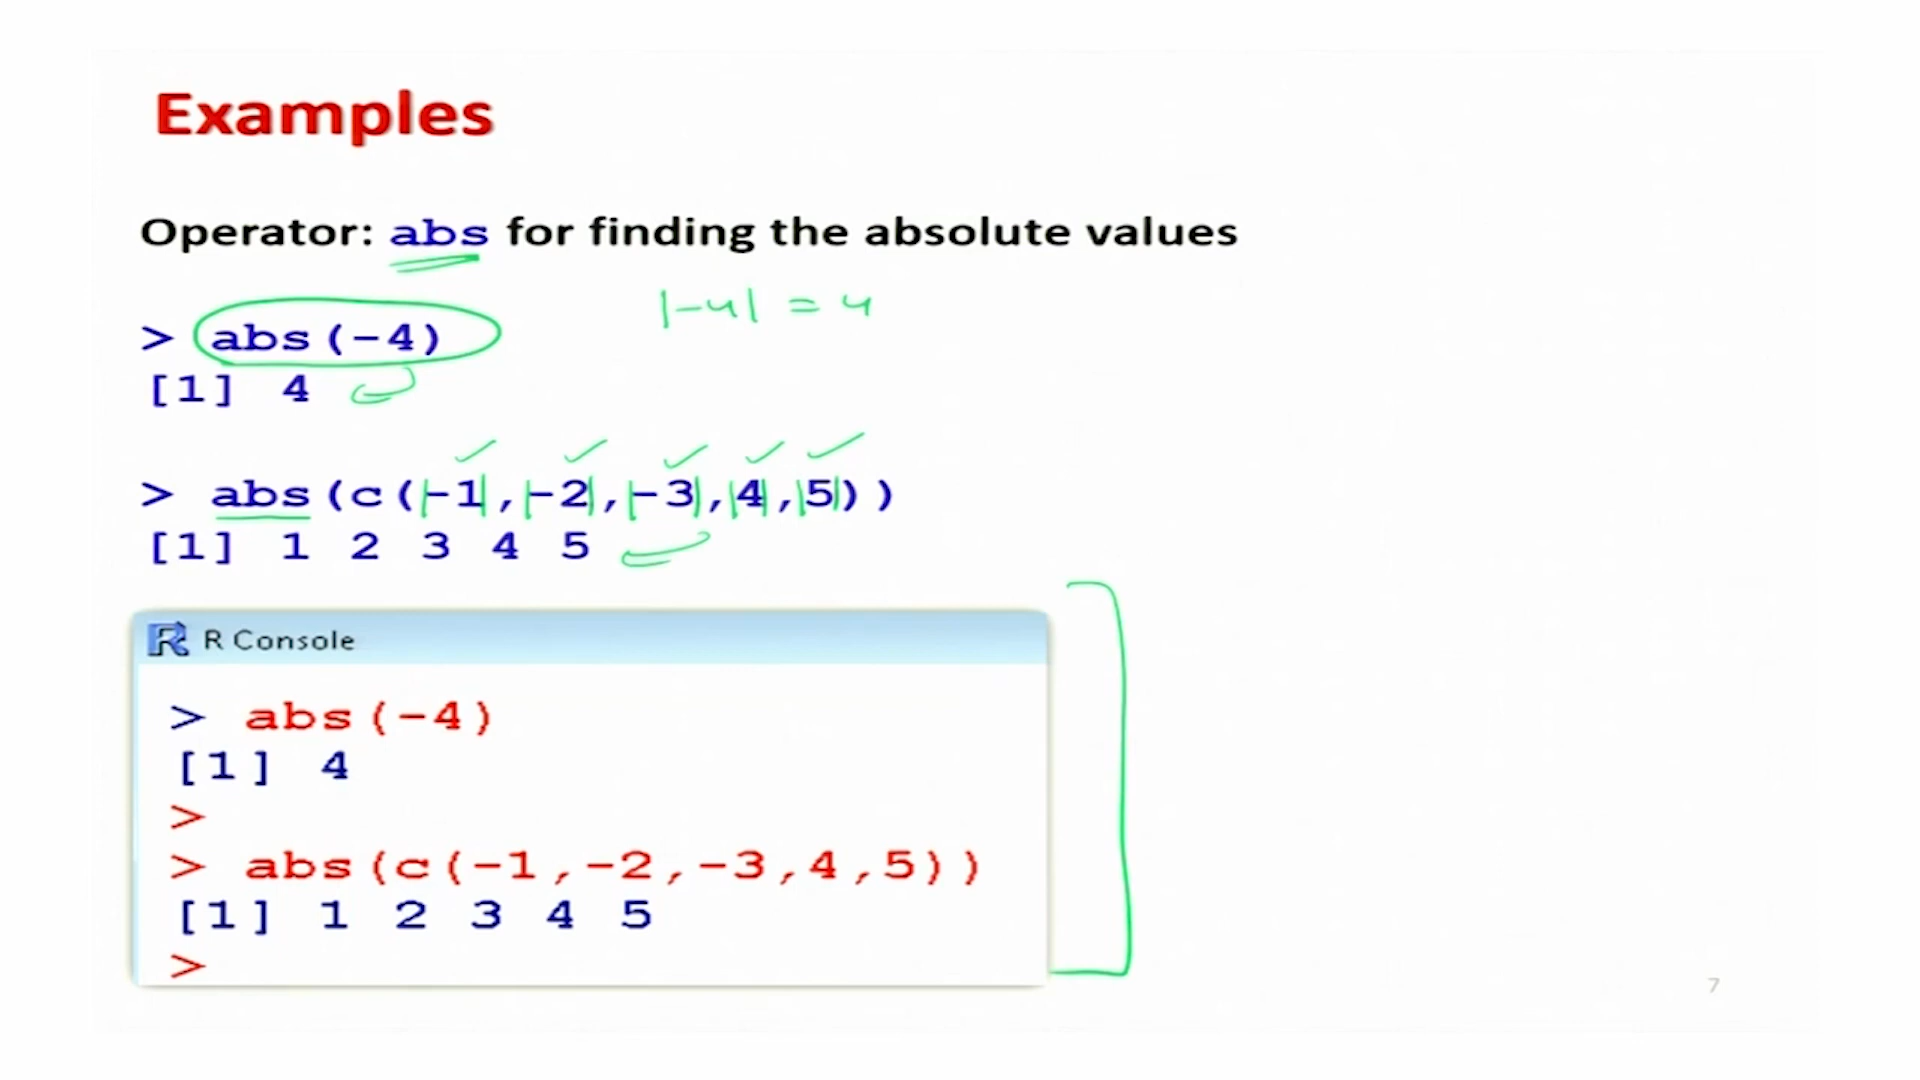 Examples
Operator: abs for finding the absolute values
|-4| = 4
> abs(-4)
[1] 4
> abs(c(-1,-2,-3,4,5))
[1] 1 2 3 4 5
R Console
> abs(-4)
[1] 4
>
> abs(c(-1,-2,-3,4,5))
[1] 1 2 3 4 5
>
7